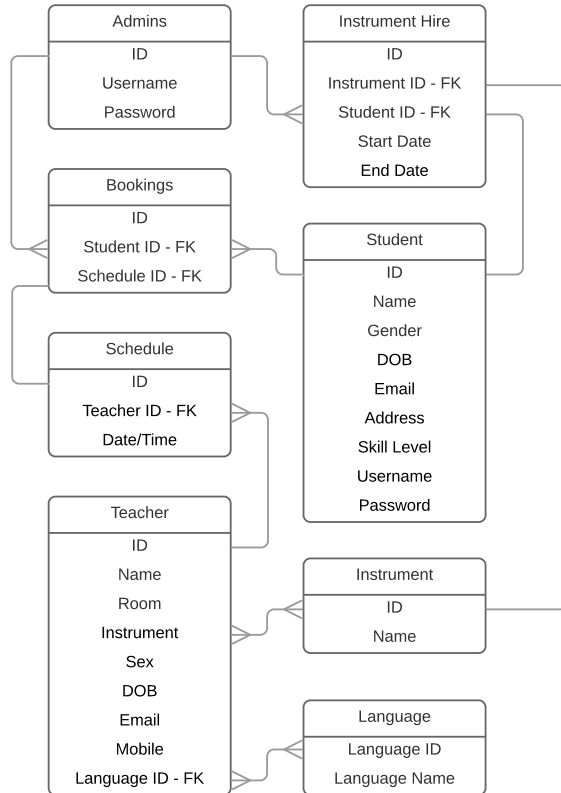 Admins
ID
Username
Password
Bookings
ID
Student ID - FK
Schedule ID - FK
Schedule
ID
Teacher ID - FK
Date/Time
Teacher
ID
Name
Room
Instrument
Sex
DOB
Email
Mobile
Language ID - FK
Instrument Hire
ID
Instrument ID - FK
Student ID - FK
Start Date
End Date
Student
ID
Name
Gender
DOB
Email
Address
Skill Level
Username
Password
Instrument
ID
Name
Language
Language ID
Language Name